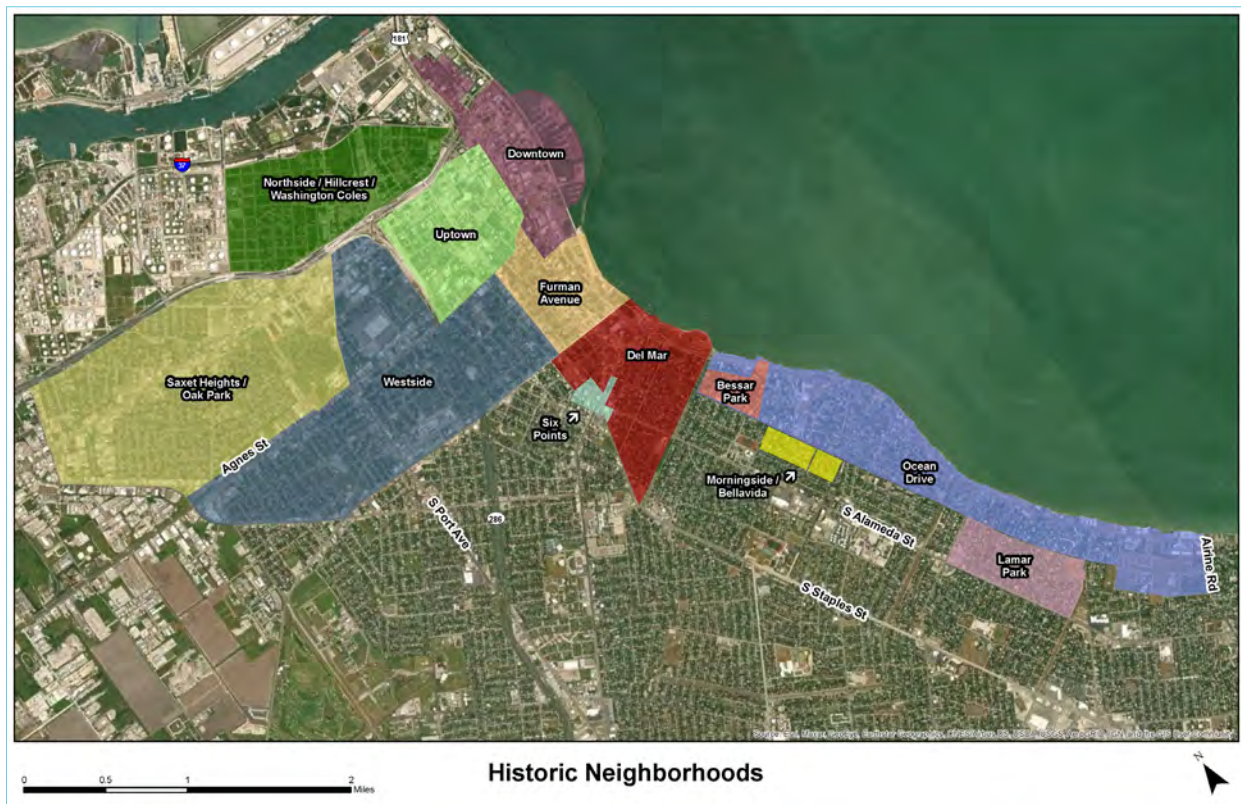 181
Downtown
37
Northside / Hillcrest /
Washington Coles
Uptown
Furman
Avenue
Del Mar
Saxet Heights /
Oak Park
Westside
Bessar
Park
Six
Points
Agnes St
Morningside /
Bellavida
Ocean
Drive
S Port Ave
286
S Alameda St
Lamar
Park
Airine Rd
S Staples St
Historic Neighborhoods
0 0.5 1 2
Miles
N